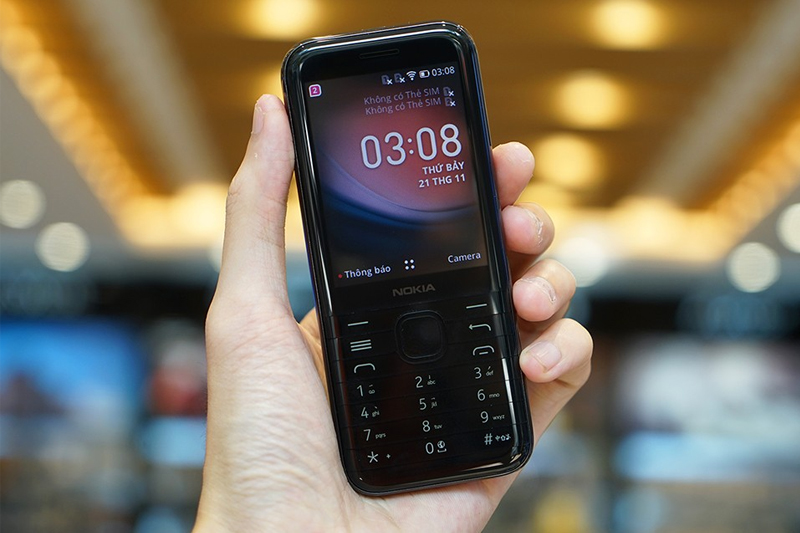 2
03:08
Không có Thẻ SIM
Không có Thẻ SIM
03:08
THỨ BẢY
21 THG 11
Thông báo
Camera
NOKIA
1
2 abc
3 def
4 ghi
5 jkl
6 mno
7 pqrs
8 tuv
9 wxyz
* +
0
#